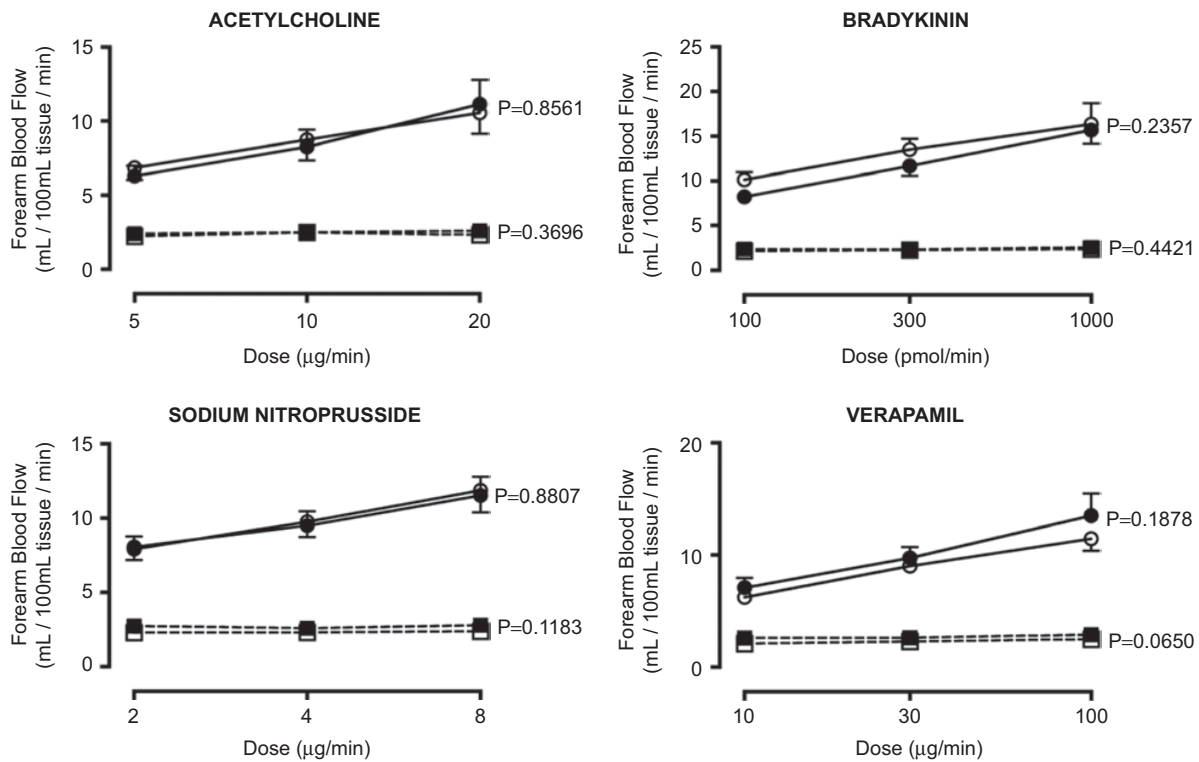 ACETYLCHOLINE
Forearm Blood Flow
(mL / 100mL tissue / min)
15
10
5
0
P=0.8561
P=0.3696
5
10
20
Dose (μg/min)
BRADYKININ
Forearm Blood Flow
(mL / 100mL tissue / min)
25
20
15
10
5
0
P=0.2357
P=0.4421
100
300
1000
Dose (pmol/min)
SODIUM NITROPRUSSIDE
Forearm Blood Flow
(mL / 100mL tissue / min)
15
10
5
0
P=0.8807
P=0.1183
2
4
8
Dose (μg/min)
VERAPAMIL
Forearm Blood Flow
(mL / 100mL tissue / min)
20
10
0
P=0.1878
P=0.0650
10
30
100
Dose (μg/min)